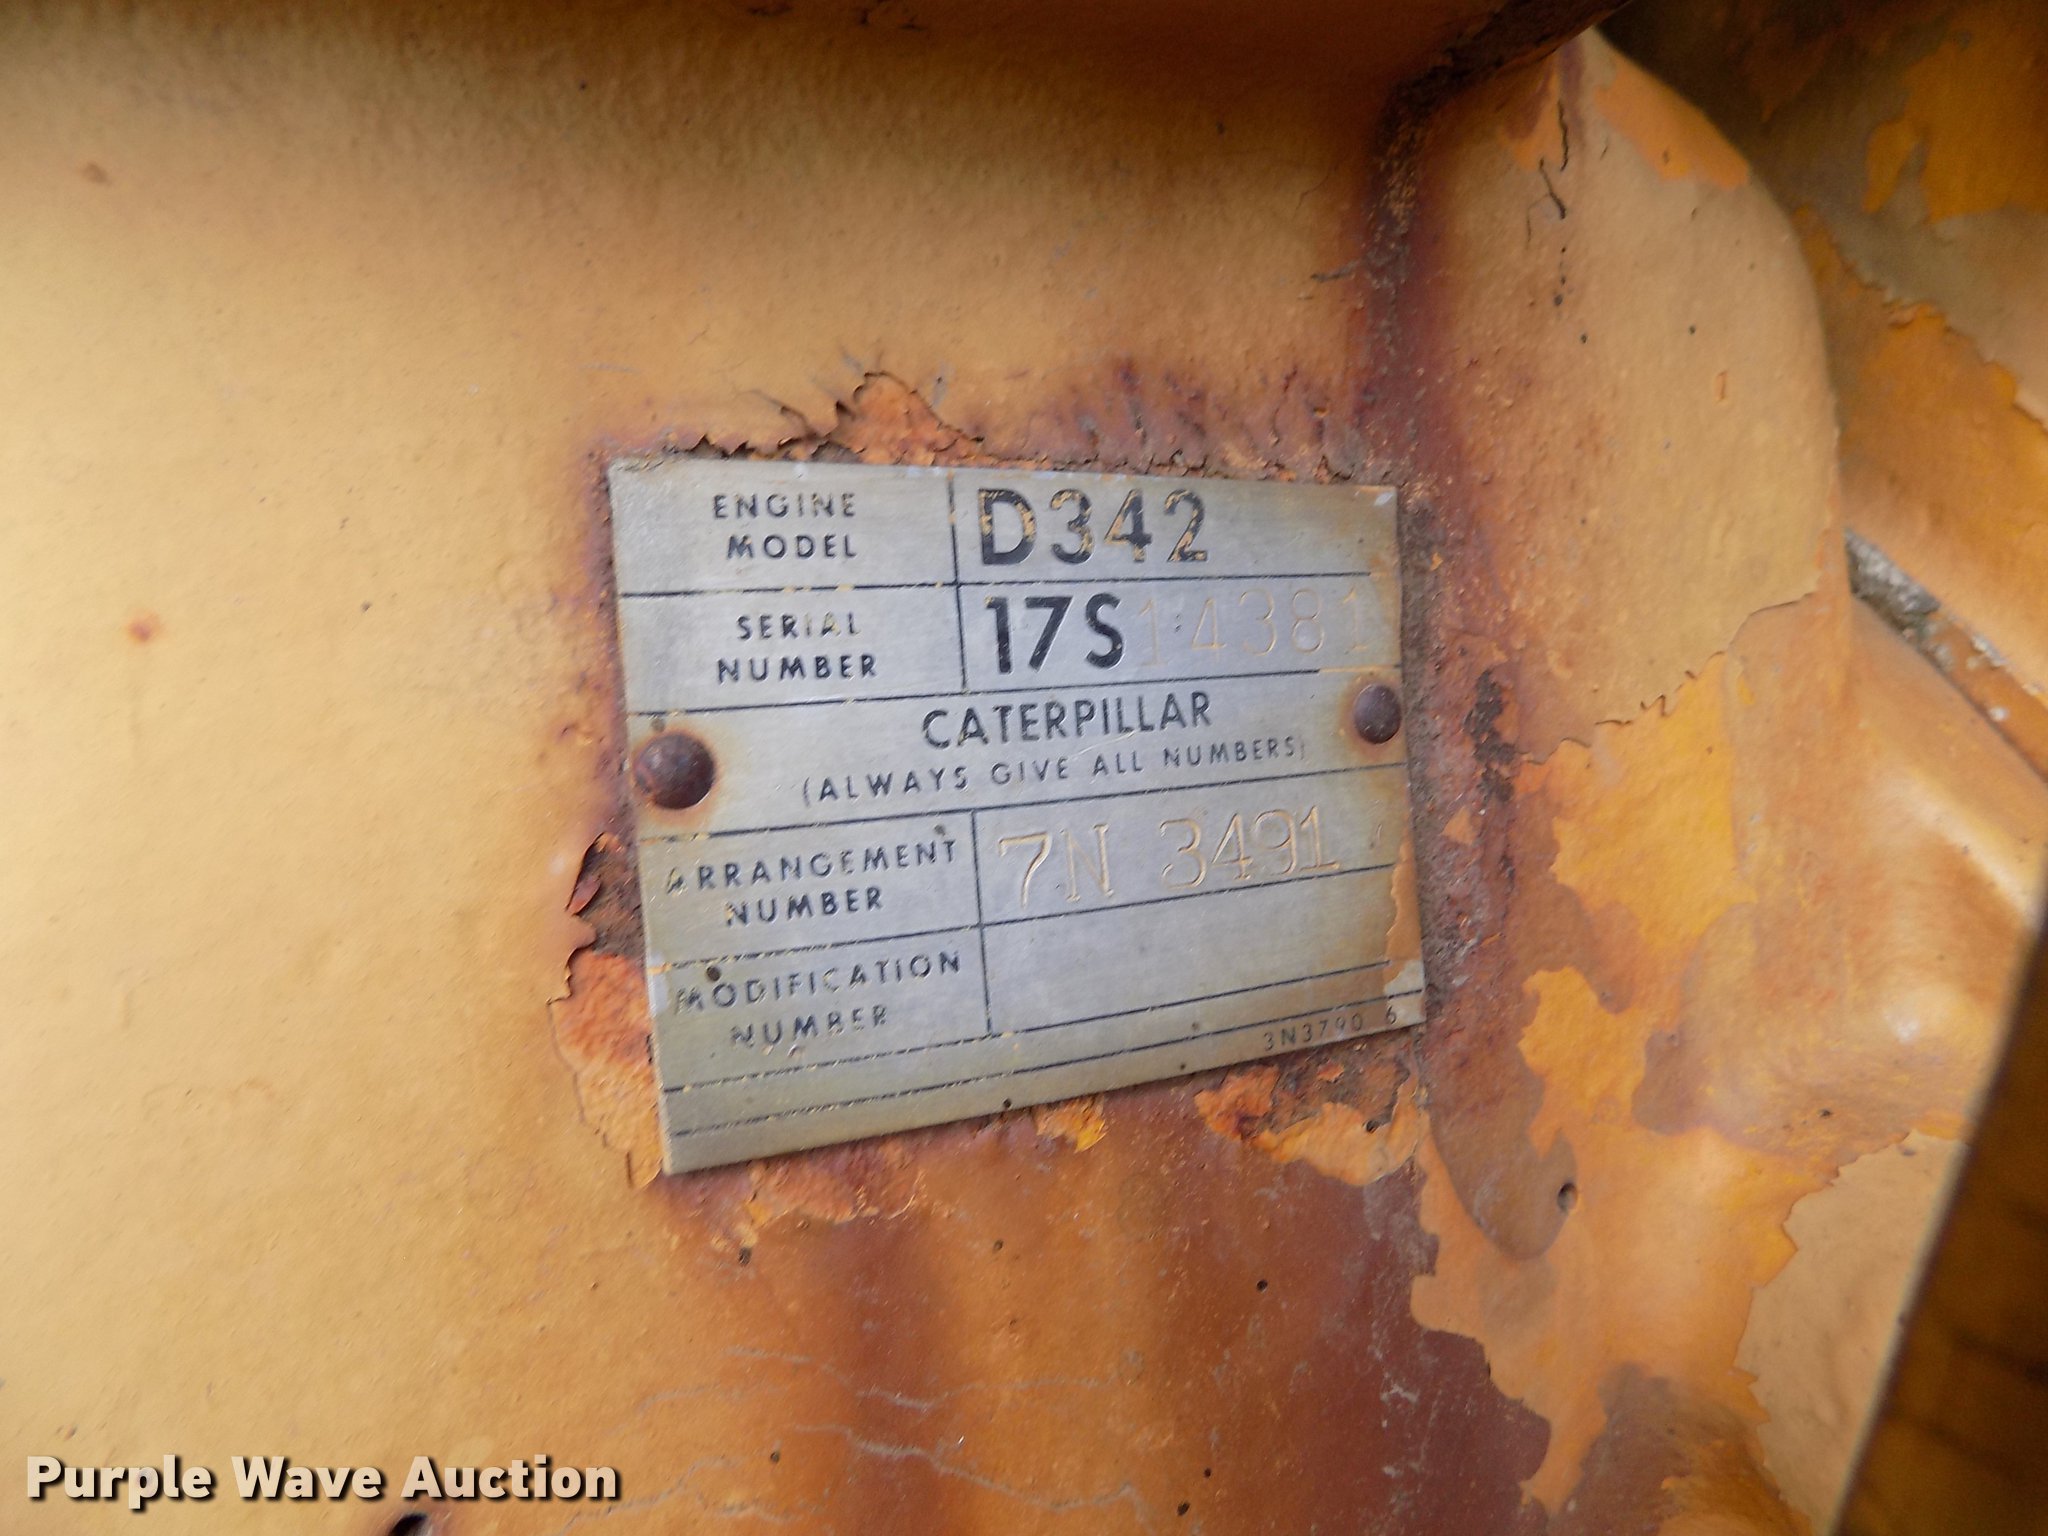 ENGINE MODEL D342
SERIAL NUMBER 17S14381
CATERPILLAR
(ALWAYS GIVE ALL NUMBERS)
ARRANGEMENT NUMBER 7N 3491
MODIFICATION NUMBER
3N3790 6
Purple Wave Auction